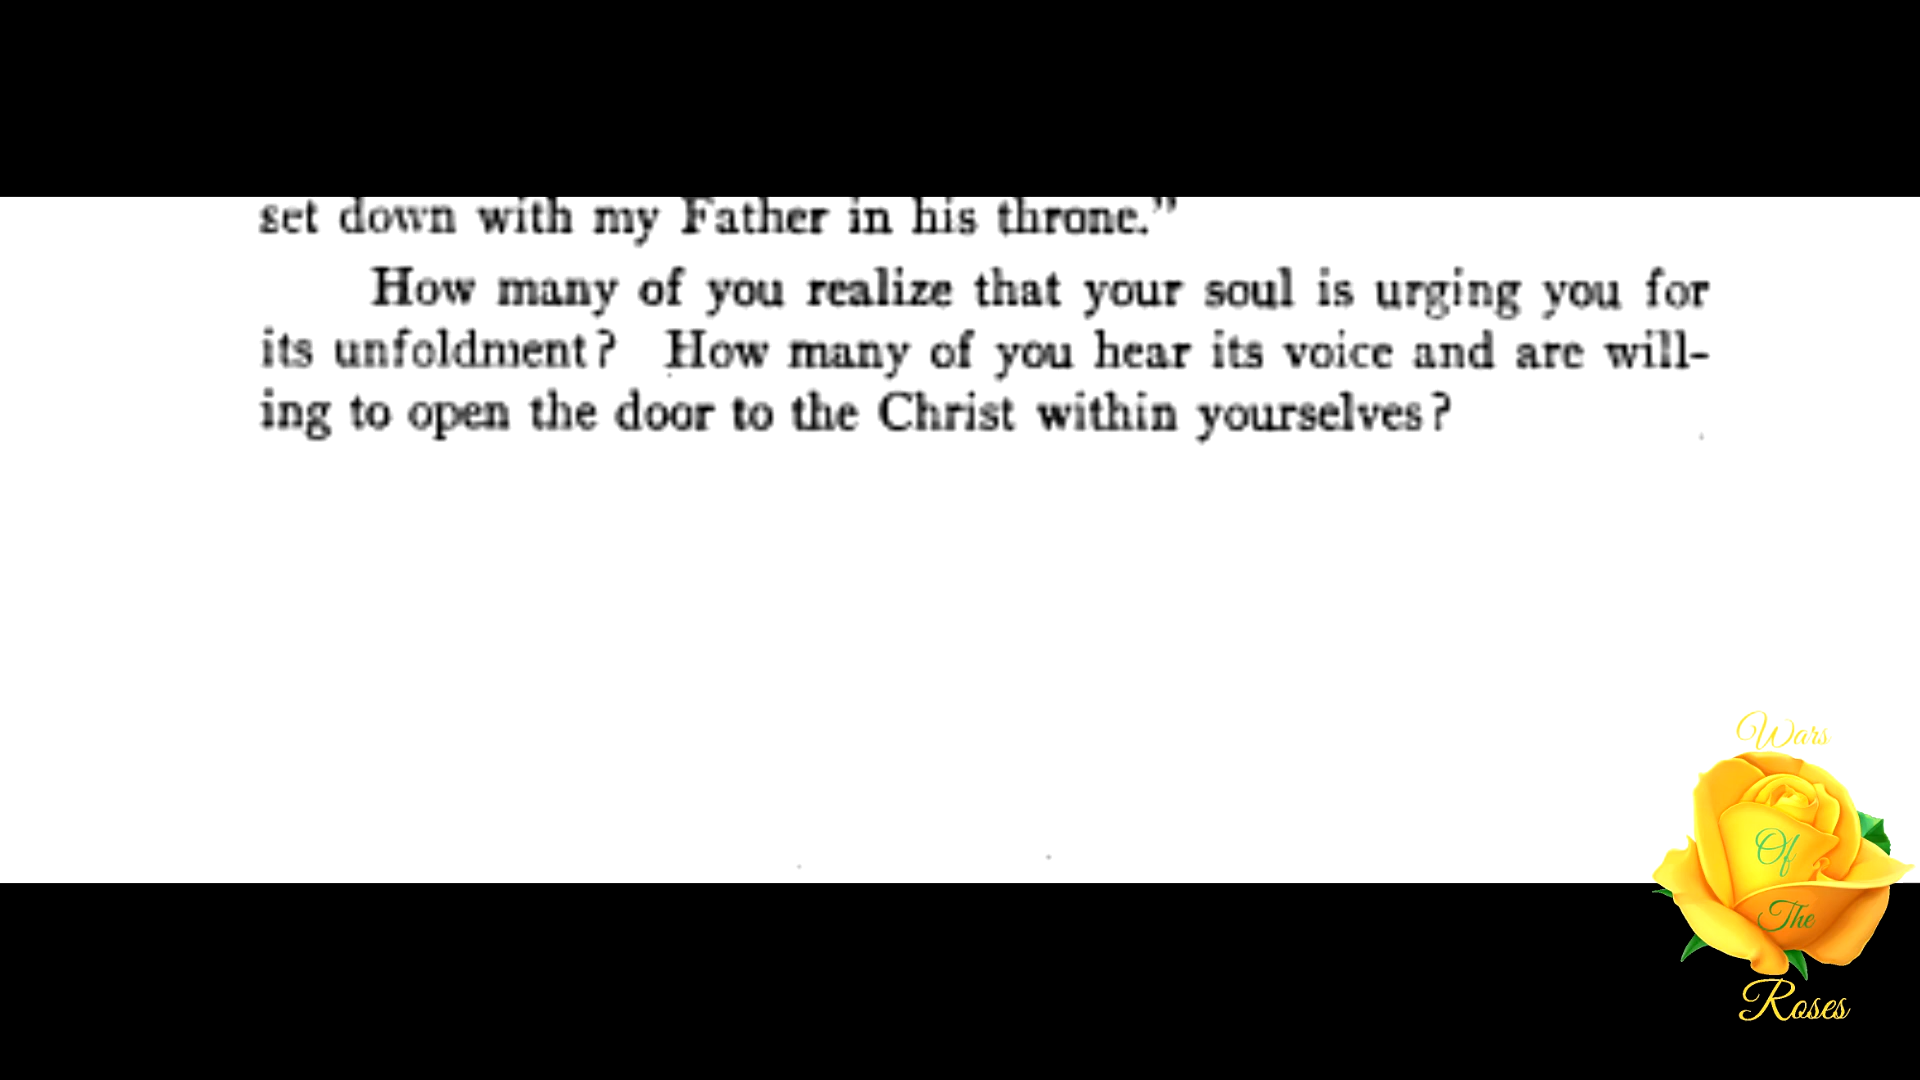 set down with my Father in his throne."
How many of you realize that your soul is urging you for
its unfoldment? How many of you hear its voice and are will-
ing to open the door to the Christ within yourselves?
Wars
Of
The
Roses